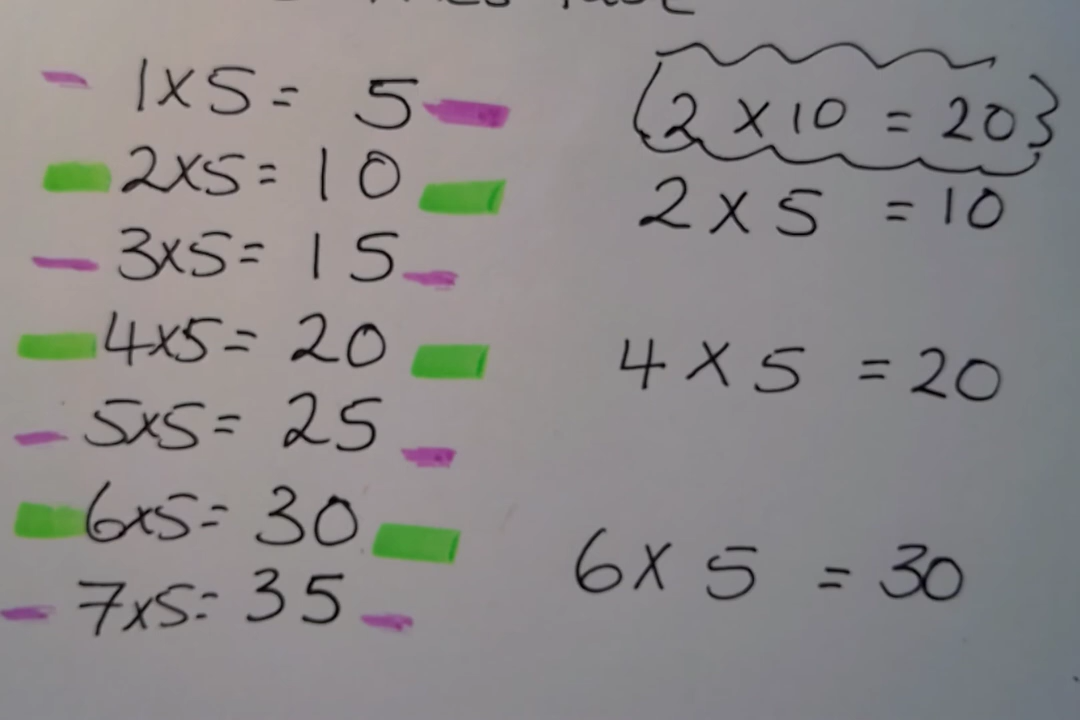 1x5= 5
2x5= 10
3x5= 15
4x5= 20
5x5= 25
6x5= 30
7x5= 35
(2 x 10 = 20}
2 x 5 = 10
4 x 5 = 20
6 x 5 = 30